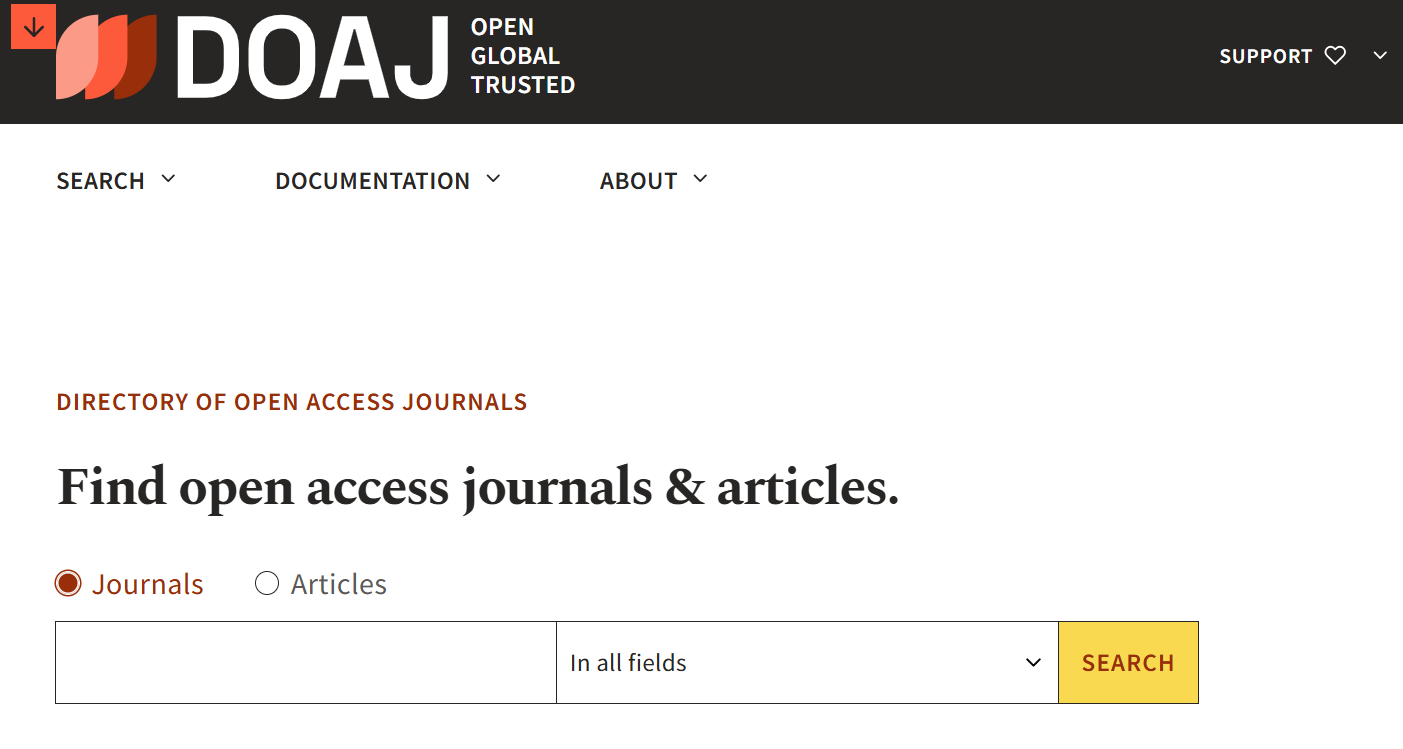 DOAJ
OPEN
GLOBAL
TRUSTED
SUPPORT
SEARCH
DOCUMENTATION
ABOUT
DIRECTORY OF OPEN ACCESS JOURNALS
Find open access journals & articles.
Journals
Articles
In all fields
SEARCH